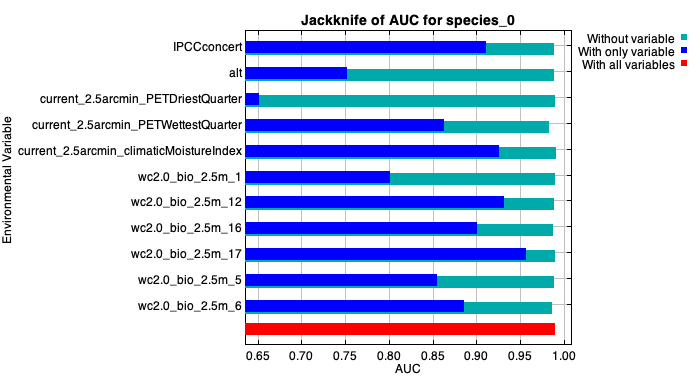 Jackknife of AUC for species_0
Without variable
With only variable
With all variables
Environmental Variable
IPCCconcert
alt
current_2.5arcmin_PETDriestQuarter
current_2.5arcmin_PETWettestQuarter
current_2.5arcmin_climaticMoistureIndex
wc2.0_bio_2.5m_1
wc2.0_bio_2.5m_12
wc2.0_bio_2.5m_16
wc2.0_bio_2.5m_17
wc2.0_bio_2.5m_5
wc2.0_bio_2.5m_6
0.65 0.70 0.75 0.80 0.85 0.90 0.95 1.00
AUC